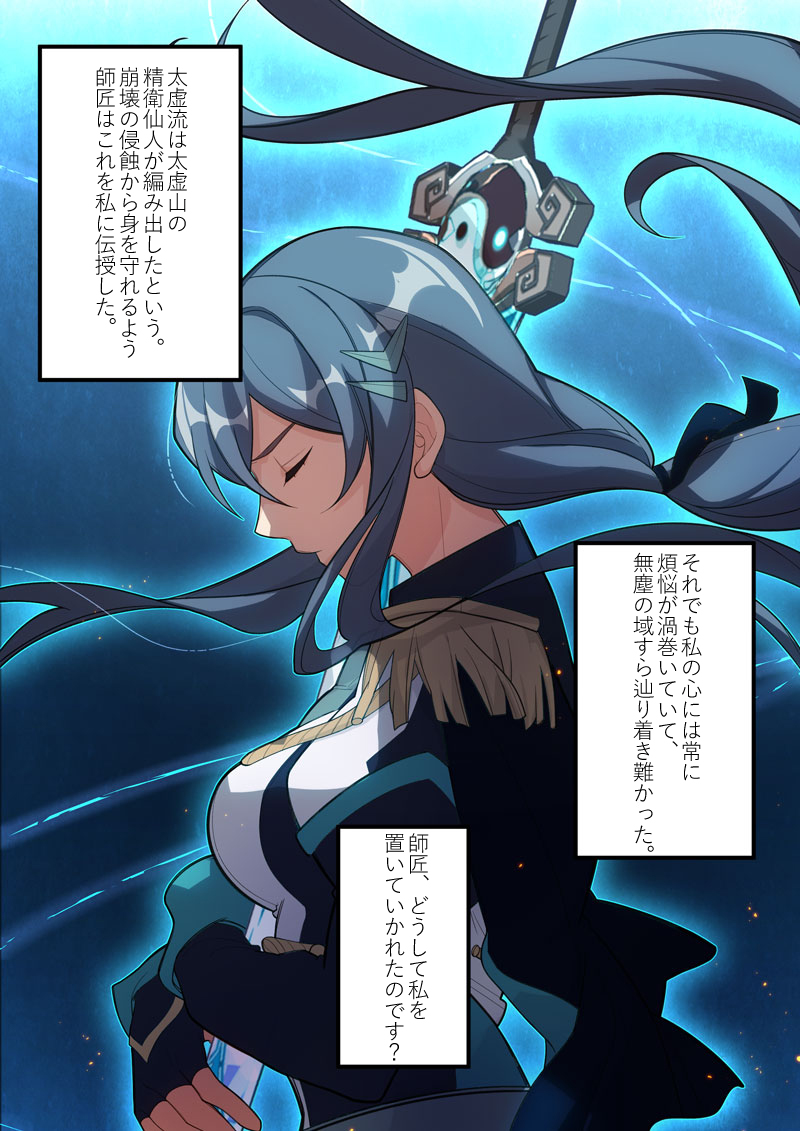 太虚流は太虚山の
精衛仙人が編み出したという。
崩壊の侵蝕から身を守れるよう
師匠はこれを私に伝授した。
それでも私の心には常に
煩悩が渦巻いていて、
無塵の域すら辿り着き難かった。
師匠、どうして私を
置いていかれたのです？